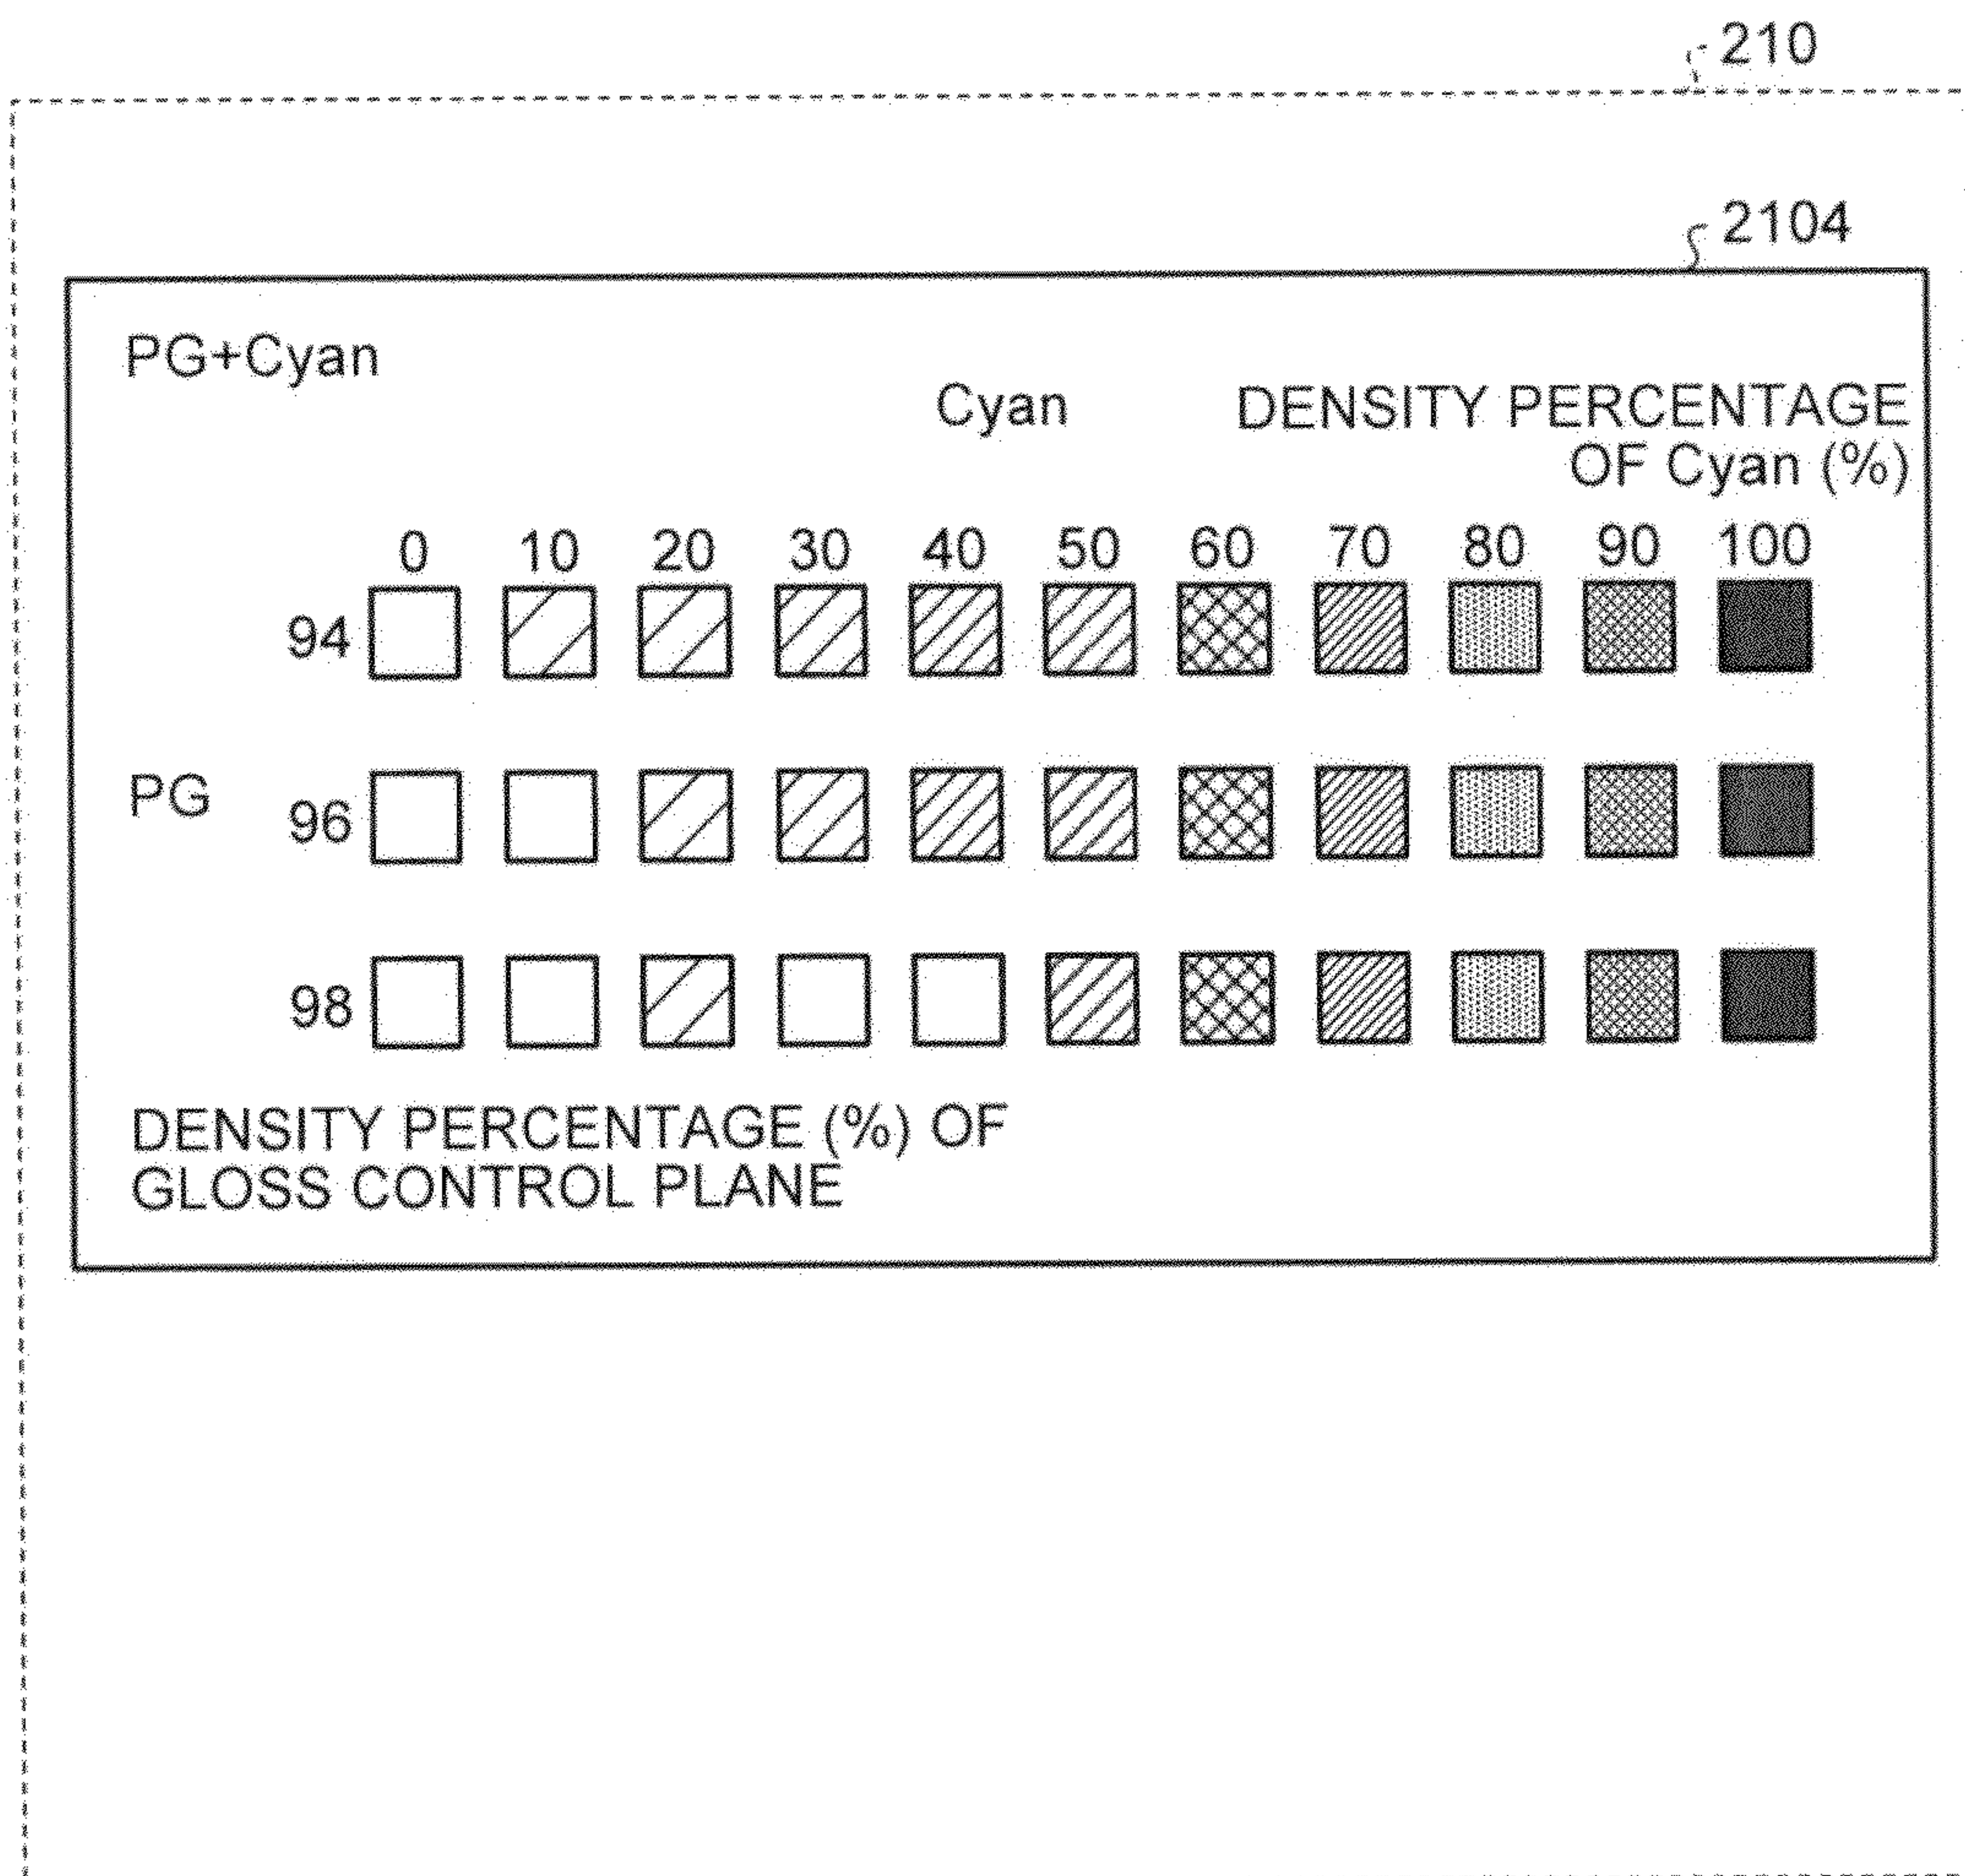 210
2104
PG+Cyan
Cyan
DENSITY PERCENTAGE
OF Cyan (%)
0 10 20 30 40 50 60 70 80 90 100
94
PG
96
98
DENSITY PERCENTAGE (%) OF
GLOSS CONTROL PLANE